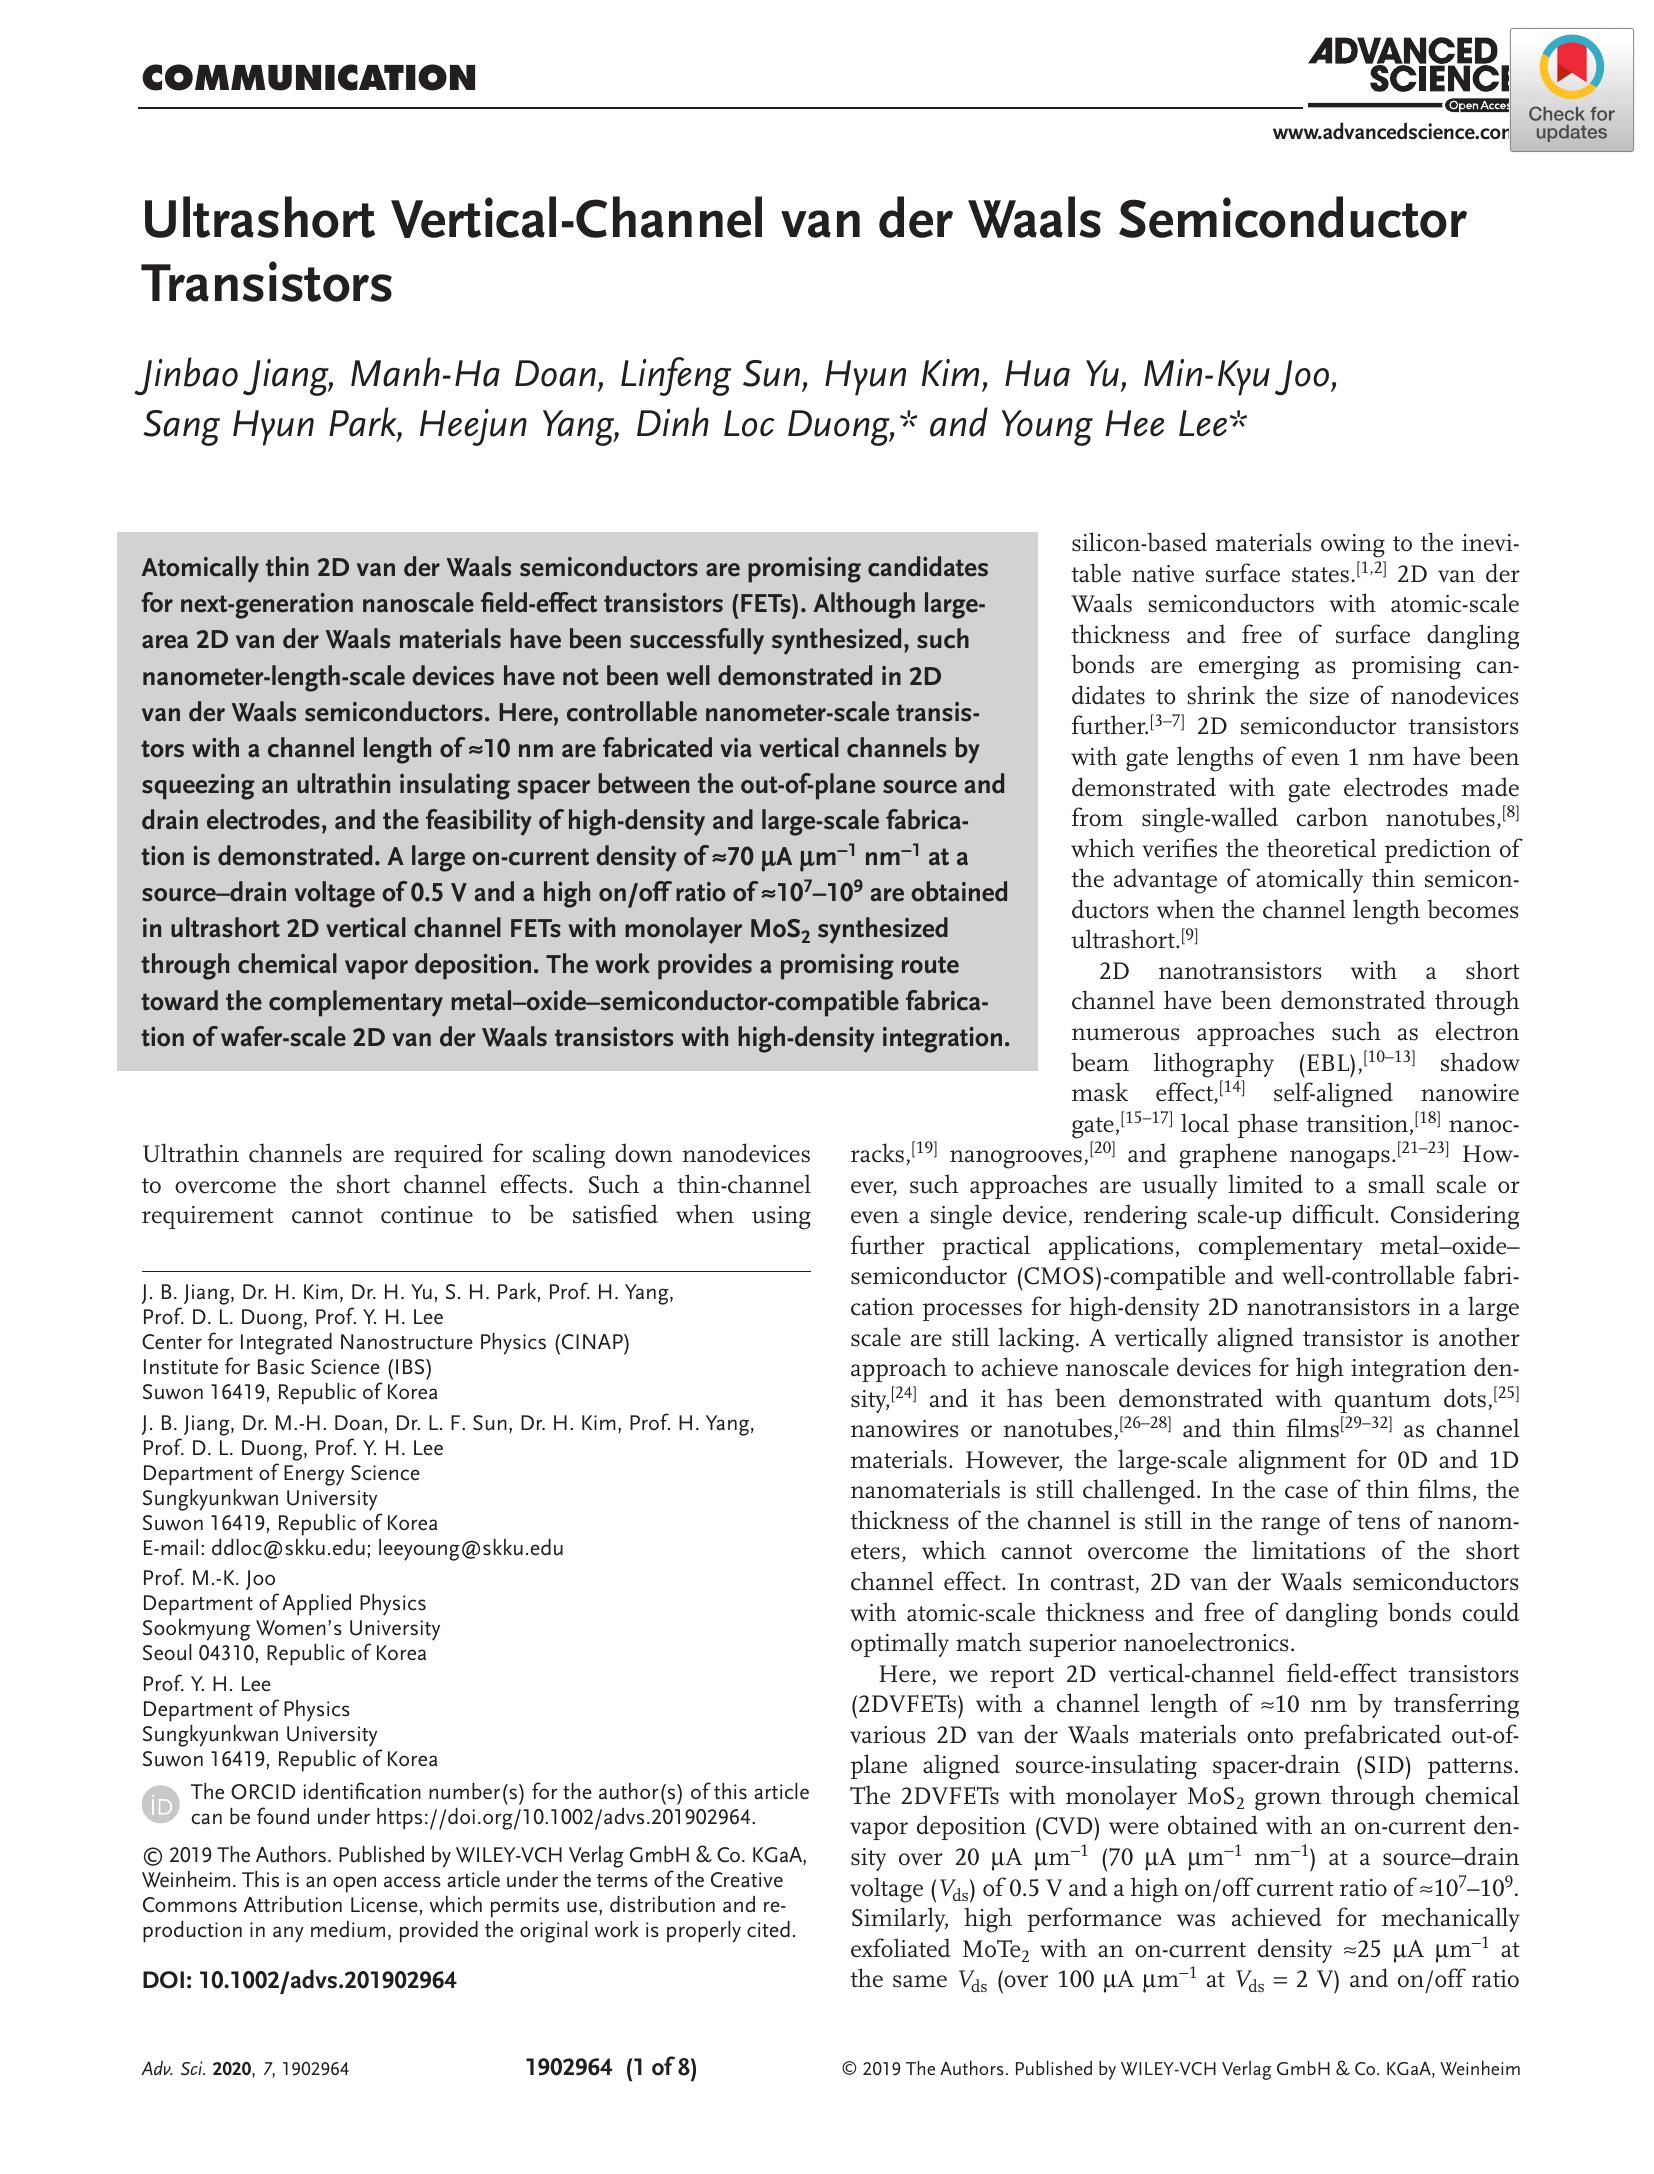 COMMUNICATION
ADVANCED
SCIENCE
Open Acces
www.advancedscience.com
Check for
updates
Ultrashort Vertical-Channel van der Waals Semiconductor
Transistors
Jinbao Jiang, Manh-Ha Doan, Linfeng Sun, Hyun Kim, Hua Yu, Min-Kyu Joo,
Sang Hyun Park, Heejun Yang, Dinh Loc Duong,* and Young Hee Lee*
Atomically thin 2D van der Waals semiconductors are promising candidates
for next-generation nanoscale field-effect transistors (FETs). Although large-
area 2D van der Waals materials have been successfully synthesized, such
nanometer-length-scale devices have not been well demonstrated in 2D
van der Waals semiconductors. Here, controllable nanometer-scale transis-
tors with a channel length of ≈10 nm are fabricated via vertical channels by
squeezing an ultrathin insulating spacer between the out-of-plane source and
drain electrodes, and the feasibility of high-density and large-scale fabrica-
tion is demonstrated. A large on-current density of ≈70 µA µm⁻¹ nm⁻¹ at a
source–drain voltage of 0.5 V and a high on/off ratio of ≈10⁷–10⁹ are obtained
in ultrashort 2D vertical channel FETs with monolayer MoS₂ synthesized
through chemical vapor deposition. The work provides a promising route
toward the complementary metal–oxide–semiconductor-compatible fabrica-
tion of wafer-scale 2D van der Waals transistors with high-density integration.
Ultrathin channels are required for scaling down nanodevices
to overcome the short channel effects. Such a thin-channel
requirement cannot continue to be satisfied when using
J. B. Jiang, Dr. H. Kim, Dr. H. Yu, S. H. Park, Prof. H. Yang,
Prof. D. L. Duong, Prof. Y. H. Lee
Center for Integrated Nanostructure Physics (CINAP)
Institute for Basic Science (IBS)
Suwon 16419, Republic of Korea
J. B. Jiang, Dr. M.-H. Doan, Dr. L. F. Sun, Dr. H. Kim, Prof. H. Yang,
Prof. D. L. Duong, Prof. Y. H. Lee
Department of Energy Science
Sungkyunkwan University
Suwon 16419, Republic of Korea
E-mail: ddloc@skku.edu; leeyoung@skku.edu
Prof. M.-K. Joo
Department of Applied Physics
Sookmyung Women's University
Seoul 04310, Republic of Korea
Prof. Y. H. Lee
Department of Physics
Sungkyunkwan University
Suwon 16419, Republic of Korea
iD
The ORCID identification number(s) for the author(s) of this article
can be found under https://doi.org/10.1002/advs.201902964.
© 2019 The Authors. Published by WILEY-VCH Verlag GmbH & Co. KGaA,
Weinheim. This is an open access article under the terms of the Creative
Commons Attribution License, which permits use, distribution and re-
production in any medium, provided the original work is properly cited.
DOI: 10.1002/advs.201902964
silicon-based materials owing to the inevi-
table native surface states.[1,2] 2D van der
Waals semiconductors with atomic-scale
thickness and free of surface dangling
bonds are emerging as promising can-
didates to shrink the size of nanodevices
further.[3–7] 2D semiconductor transistors
with gate lengths of even 1 nm have been
demonstrated with gate electrodes made
from single-walled carbon nanotubes,[8]
which verifies the theoretical prediction of
the advantage of atomically thin semicon-
ductors when the channel length becomes
ultrashort.[9]
2D nanotransistors with a short
channel have been demonstrated through
numerous approaches such as electron
beam lithography (EBL),[10–13] shadow
mask effect,[14] self-aligned nanowire
gate,[15–17] local phase transition,[18] nanoc-
racks,[19] nanogrooves,[20] and graphene nanogaps.[21–23] How-
ever, such approaches are usually limited to a small scale or
even a single device, rendering scale-up difficult. Considering
further practical applications, complementary metal–oxide–
semiconductor (CMOS)-compatible and well-controllable fabri-
cation processes for high-density 2D nanotransistors in a large
scale are still lacking. A vertically aligned transistor is another
approach to achieve nanoscale devices for high integration den-
sity,[24] and it has been demonstrated with quantum dots,[25]
nanowires or nanotubes,[26–28] and thin films[29–32] as channel
materials. However, the large-scale alignment for 0D and 1D
nanomaterials is still challenged. In the case of thin films, the
thickness of the channel is still in the range of tens of nanom-
eters, which cannot overcome the limitations of the short
channel effect. In contrast, 2D van der Waals semiconductors
with atomic-scale thickness and free of dangling bonds could
optimally match superior nanoelectronics.
Here, we report 2D vertical-channel field-effect transistors
(2DVFETs) with a channel length of ≈10 nm by transferring
various 2D van der Waals materials onto prefabricated out-of-
plane aligned source-insulating spacer-drain (SID) patterns.
The 2DVFETs with monolayer MoS₂ grown through chemical
vapor deposition (CVD) were obtained with an on-current den-
sity over 20 µA µm⁻¹ (70 µA µm⁻¹ nm⁻¹) at a source–drain
voltage (Vds) of 0.5 V and a high on/off current ratio of ≈10⁷–10⁹.
Similarly, high performance was achieved for mechanically
exfoliated MoTe₂ with an on-current density ≈25 µA µm⁻¹ at
the same Vds (over 100 µA µm⁻¹ at Vds = 2 V) and on/off ratio
Adv. Sci. 2020, 7, 1902964
1902964 (1 of 8)
© 2019 The Authors. Published by WILEY-VCH Verlag GmbH & Co. KGaA, Weinheim